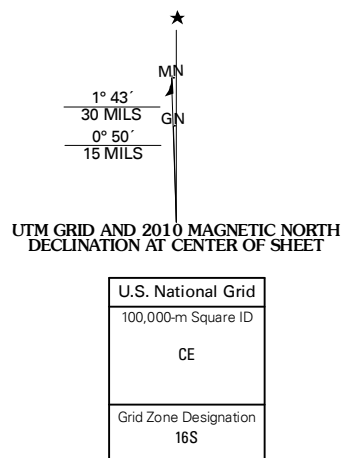 ★
MN
1° 43´
30 MILS
GN
0° 50´
15 MILS
UTM GRID AND 2010 MAGNETIC NORTH
DECLINATION AT CENTER OF SHEET
U.S. National Grid
100,000-m Square ID
CE
Grid Zone Designation
16S